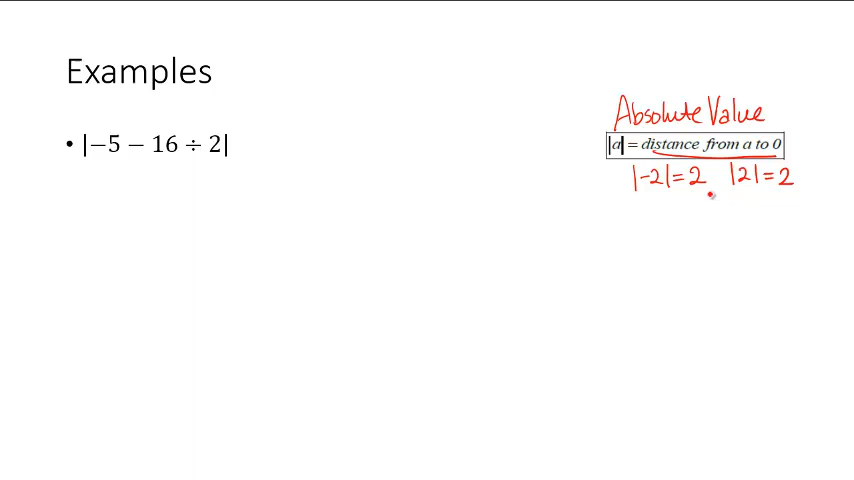 Examples
• |−5 − 16 ÷ 2|
Absolute Value
|a| = distance from a to 0
|-2| = 2 |2| = 2